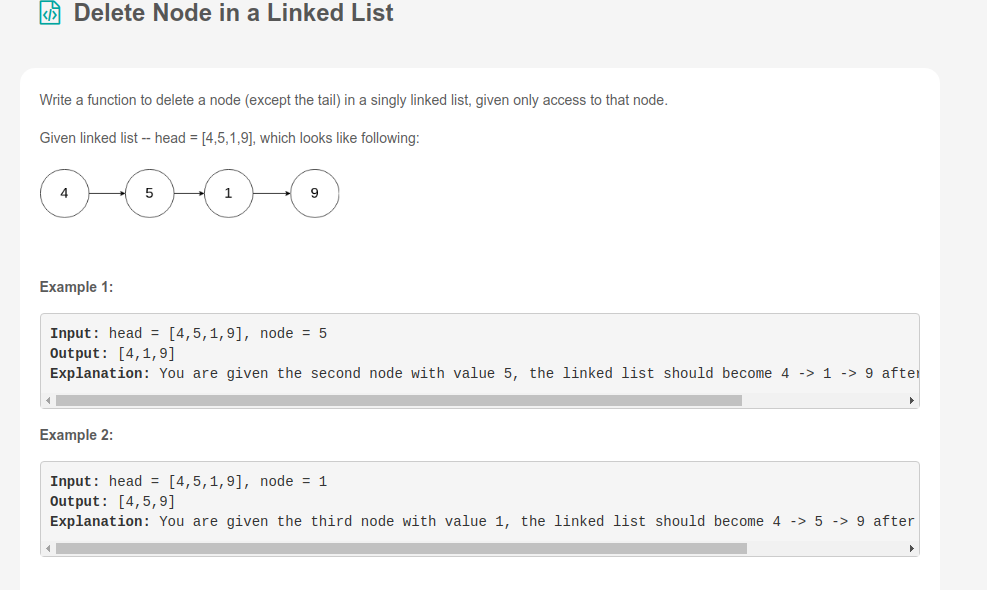 Delete Node in a Linked List
Write a function to delete a node (except the tail) in a singly linked list, given only access to that node.
Given linked list -- head = [4,5,1,9], which looks like following:
4 5 1 9
Example 1:
Input: head = [4,5,1,9], node = 5
Output: [4,1,9]
Explanation: You are given the second node with value 5, the linked list should become 4 -> 1 -> 9 after
Example 2:
Input: head = [4,5,1,9], node = 1
Output: [4,5,9]
Explanation: You are given the third node with value 1, the linked list should become 4 -> 5 -> 9 after